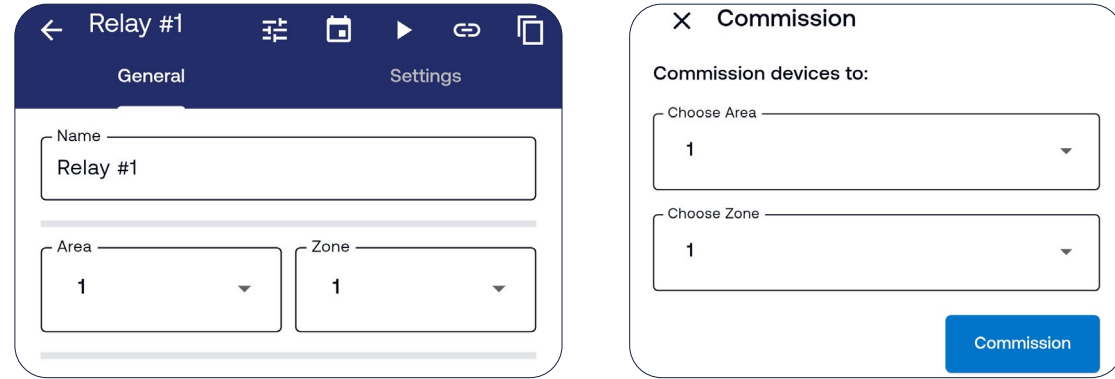 Relay #1
General Settings
Name
Relay #1
Area Zone
1 1
Commission
Commission devices to:
Choose Area
1
Choose Zone
1
Commission